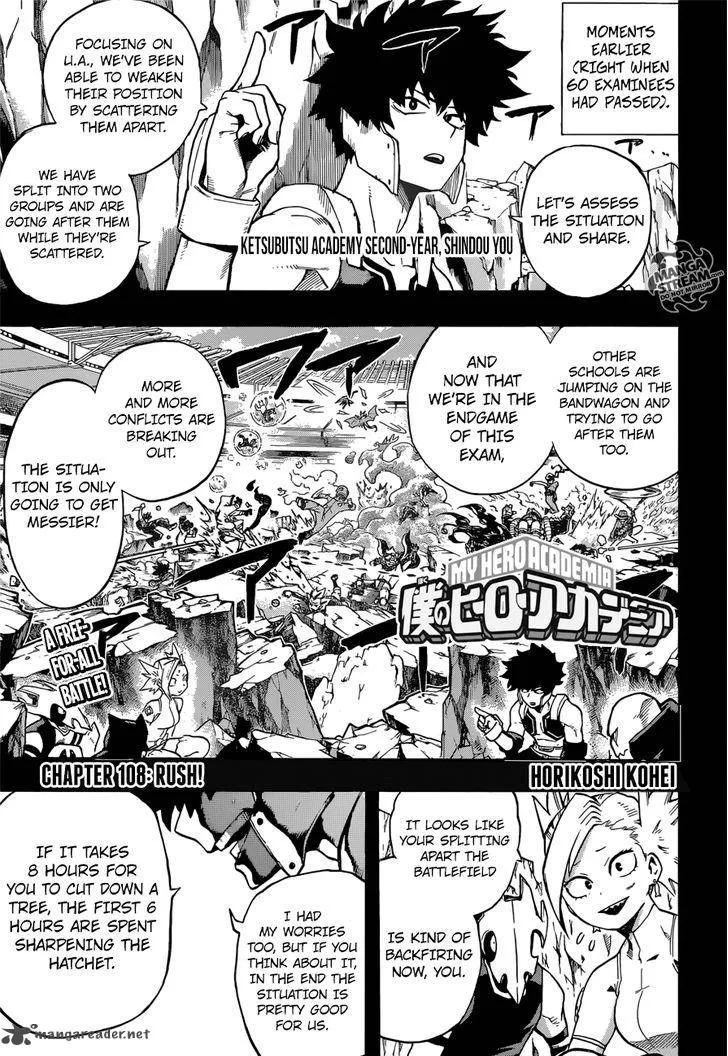 MOMENTS
EARLIER
(RIGHT WHEN
60 EXAMINEES
HAD PASSED).
LET'S ASSESS
THE SITUATION
AND SHARE.
FOCUSING ON
U.A., WE'VE BEEN
ABLE TO WEAKEN
THEIR POSITION
BY SCATTERING
THEM APART.
WE HAVE
SPLIT INTO TWO
GROUPS AND ARE
GOING AFTER THEM
WHILE THEY'RE
SCATTERED.
KETSUBUTSU ACADEMY SECOND-YEAR, SHINDOU YOU
MANGA
STREAM
DO NOT MIRROR
OTHER
SCHOOLS ARE
JUMPING ON THE
BANDWAGON AND
TRYING TO GO
AFTER THEM
TOO.
AND
NOW THAT
WE'RE IN THE
ENDGAME
OF THIS
EXAM,
MORE
AND MORE
CONFLICTS ARE
BREAKING
OUT.
THE SITUA-
TION IS ONLY
GOING TO GET
MESSIER!
MY HERO ACADEMIA
僕のヒーローアカデミア
A FREE-
FOR-ALL
BATTLE!
CHAPTER 108: RUSH!
HORIKOSHI KOHEI
IT LOOKS LIKE
YOUR SPLITTING
APART THE
BATTLEFIELD
IS KIND OF
BACKFIRING
NOW, YOU.
I HAD
MY WORRIES
TOO, BUT IF YOU
THINK ABOUT IT,
IN THE END THE
SITUATION IS
PRETTY GOOD
FOR US.
IF IT TAKES
8 HOURS FOR
YOU TO CUT DOWN A
TREE, THE FIRST 6
HOURS ARE SPENT
SHARPENING THE
HATCHET.
mangareader.net